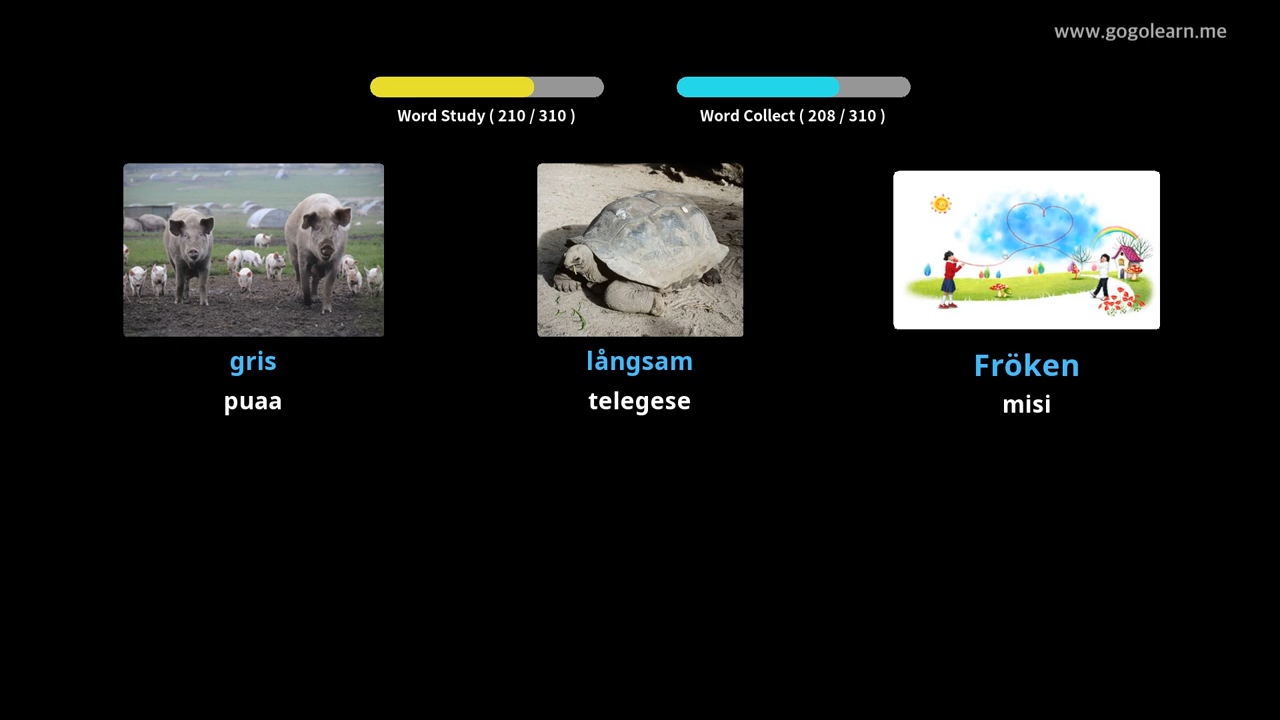 www.gogolearn.me
Word Study ( 210 / 310 )
Word Collect ( 208 / 310 )
gris
puaa
långsam
telegese
Fröken
misi